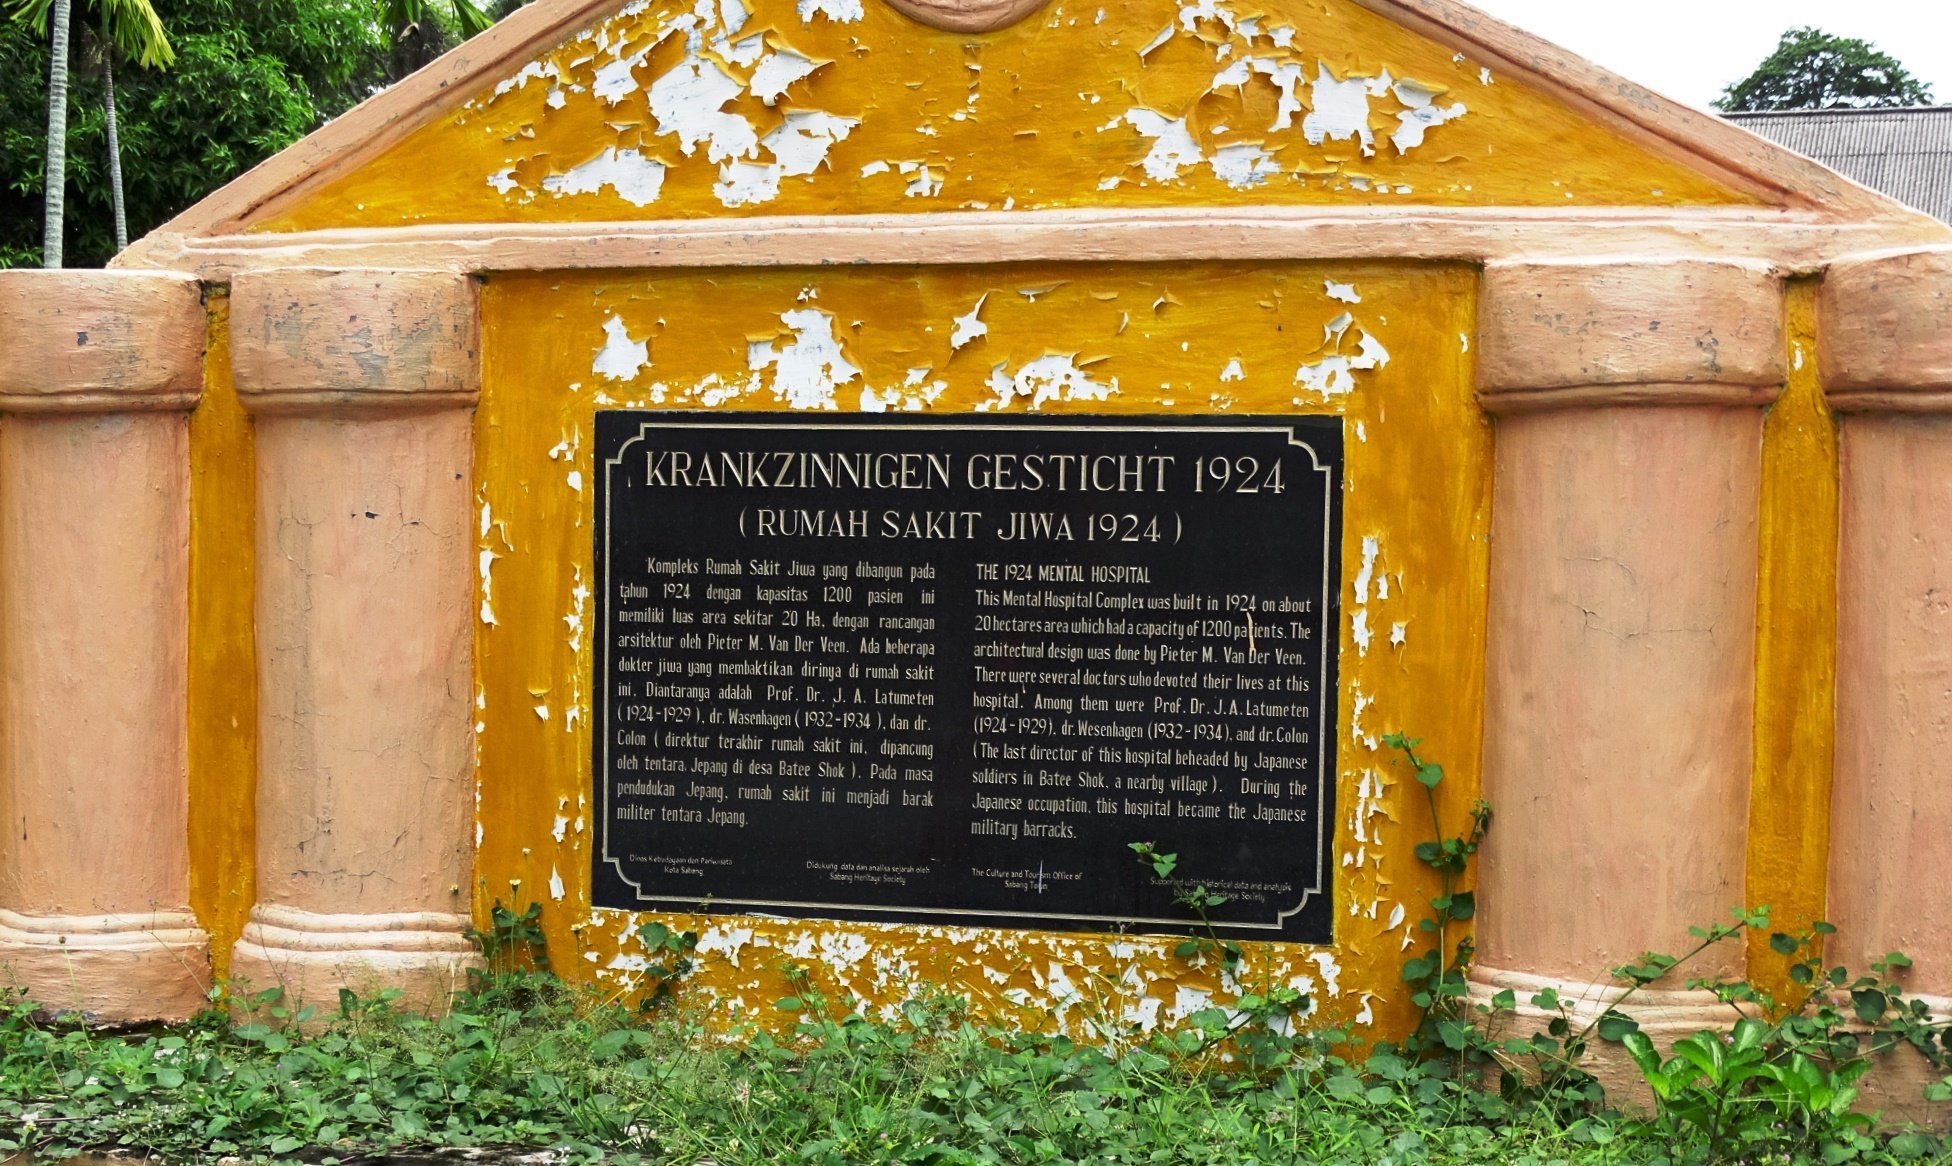 KRANKZINNIGEN GESTICHT 1924
( RUMAH SAKIT JIWA 1924 )
Kompleks Rumah Sakit Jiwa yang dibangun pada
tahun 1924 dengan kapasitas 1200 pasien ini
memiliki luas area sekitar 20 Ha, dengan rancangan
arsitektur oleh Pieter M. Van Der Veen. Ada beberapa
dokter jiwa yang membaktikan dirinya di rumah sakit
ini. Diantaranya adalah Prof. Dr. J. A. Latumeten
( 1924-1929 ), dr. Wasenhagen ( 1932-1934 ), dan dr.
Colon ( direktur terakhir rumah sakit ini, dipancung
oleh tentara Jepang di desa Batee Shok ). Pada masa
pendudukan Jepang, rumah sakit ini menjadi barak
militer tentara Jepang.
Dinas Kebudayaan dan Pariwisata
Kota Sabang
Didukung data dan analisa sejarah oleh
Sabang Heritage Society
THE 1924 MENTAL HOSPITAL
This Mental Hospital Complex was built in 1924 on about
20 hectares area which had a capacity of 1200 patients. The
architectural design was done by Pieter M. Van Der Veen.
There were several doctors who devoted their lives at this
hospital. Among them were Prof. Dr. J. A. Latumeten
(1924-1929), dr. Wesenhagen (1932-1934), and dr. Colon
(The last director of this hospital beheaded by Japanese
soldiers in Batee Shok, a nearby village). During the
Japanese occupation, this hospital became the Japanese
military barracks.
The Culture and Tourism Office of
Sabang Town
Supported with historical data and analysis
by Sabang Heritage Society